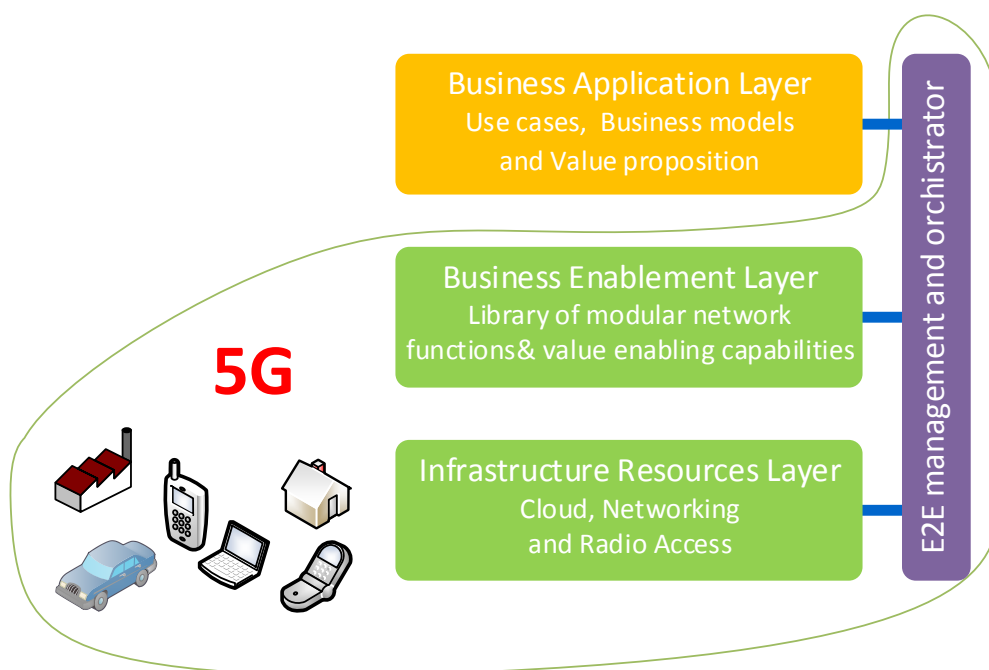 Business Application Layer
Use cases, Business models
and Value proposition
Business Enablement Layer
Library of modular network
functions& value enabling capabilities
5G
Infrastructure Resources Layer
Cloud, Networking
and Radio Access
E2E management and orchistrator